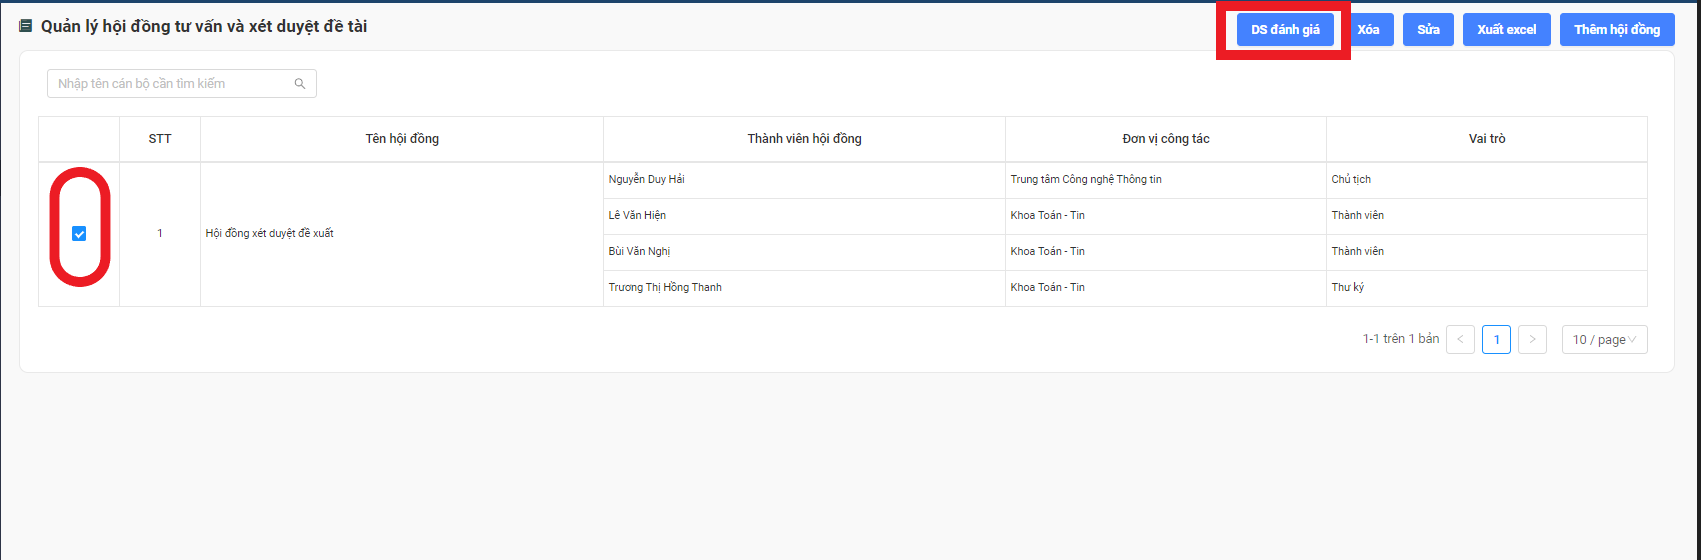 Quản lý hội đồng tư vấn và xét duyệt đề tài
DS đánh giá
Xóa
Sửa
Xuất excel
Thêm hội đồng
Nhập tên cán bộ cần tìm kiếm
STT
Tên hội đồng
Thành viên hội đồng
Đơn vị công tác
Vai trò
1
Hội đồng xét duyệt đề xuất
Nguyễn Duy Hải
Trung tâm Công nghệ Thông tin
Chủ tịch
Lê Văn Hiện
Khoa Toán - Tin
Thành viên
Bùi Văn Nghị
Khoa Toán - Tin
Thành viên
Trương Thị Hồng Thanh
Khoa Toán - Tin
Thư ký
1-1 trên 1 bản
1
10 / page